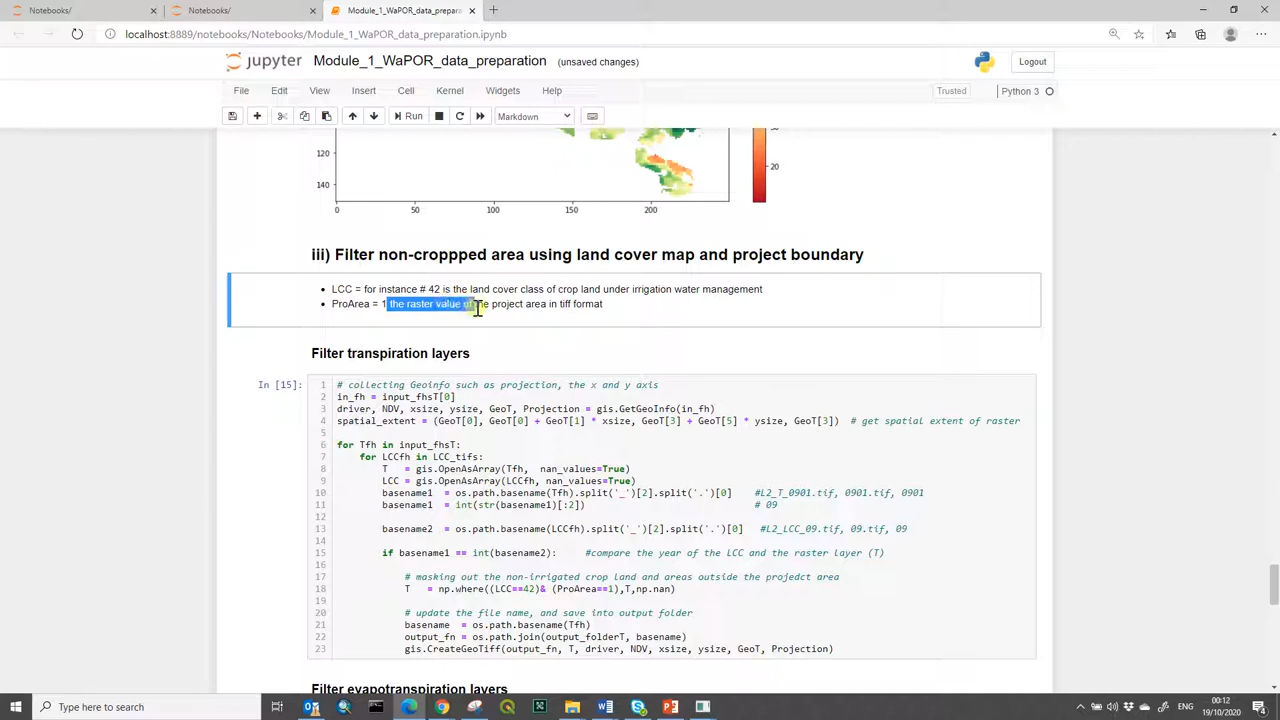 Jupyter/
Jupyter/
Module_1_WaPOR_data_prepara
localhost:8889/notebooks/Notebooks/Module_1_WaPOR_data_preparation.ipynb
jupyter Module_1_WaPOR_data_preparation (unsaved changes)
Logout
File Edit View Insert Cell Kernel Widgets Help
Trusted
Python 3
Run
Markdown
120
140
0 50 100 150 200
20
iii) Filter non-croppped area using land cover map and project boundary
LCC = for instance # 42 is the land cover class of crop land under irrigation water management
ProArea = 1 the raster value of the project area in tiff format
Filter transpiration layers
In [15]:
1 # collecting Geoinfo such as projection, the x and y axis
2 in_fh = input_fhsT[0]
3 driver, NDV, xsize, ysize, GeoT, Projection = gis.GetGeoInfo(in_fh)
4 spatial_extent = (GeoT[0], GeoT[0] + GeoT[1] * xsize, GeoT[3] + GeoT[5] * ysize, GeoT[3]) # get spatial extent of raster
5
6 for Tfh in input_fhsT:
7 for LCCfh in LCC_tifs:
8 T = gis.OpenAsArray(Tfh, nan_values=True)
9 LCC = gis.OpenAsArray(LCCfh, nan_values=True)
10 basename1 = os.path.basename(Tfh).split('_')[2].split('.')[0] #L2_T_0901.tif, 0901.tif, 0901
11 basename1 = int(str(basename1)[:2]) # 09
12
13 basename2 = os.path.basename(LCCfh).split('_')[2].split('.')[0] #L2_LCC_09.tif, 09.tif, 09
14
15 if basename1 == int(basename2): #compare the year of the LCC and the raster layer (T)
16
17 # masking out the non-irrigated crop land and areas outside the projedct area
18 T = np.where((LCC==42)& (ProArea==1),T,np.nan)
19
20 # update the file name, and save into output folder
21 basename = os.path.basename(Tfh)
22 output_fn = os.path.join(output_folderT, basename)
23 gis.CreateGeoTiff(output_fn, T, driver, NDV, xsize, ysize, GeoT, Projection)
Filter evapotranspiration layers
Type here to search
ENG
00:12
19/10/2020